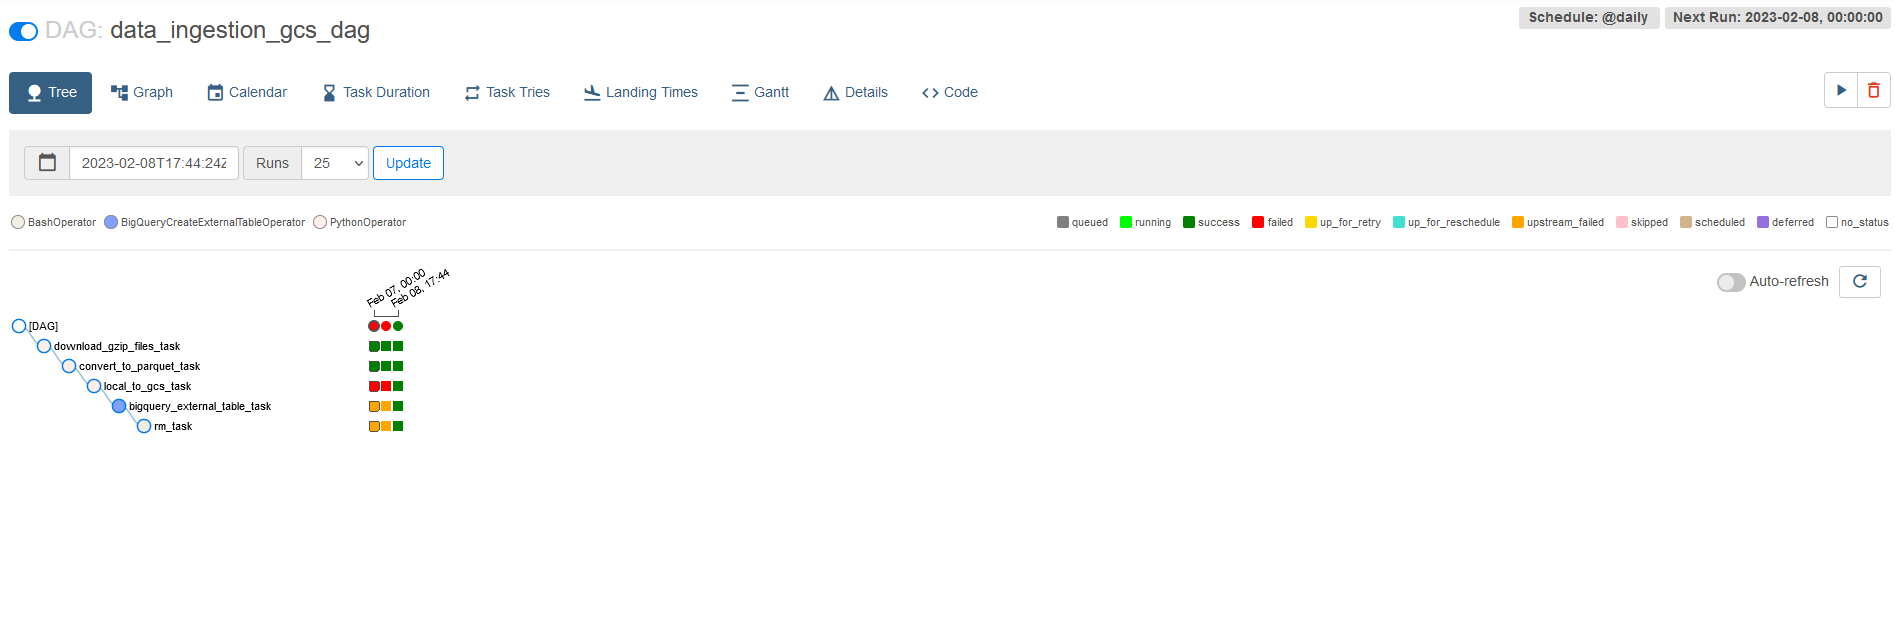 DAG: data_ingestion_gcs_dag
Schedule: @daily
Next Run: 2023-02-08, 00:00:00
Tree
Graph
Calendar
Task Duration
Task Tries
Landing Times
Gantt
Details
Code
2023-02-08T17:44:24Z
Runs
25
Update
BashOperator
BigQueryCreateExternalTableOperator
PythonOperator
queued
running
success
failed
up_for_retry
up_for_reschedule
upstream_failed
skipped
scheduled
deferred
no_status
Auto-refresh
Feb 07, 00:00
Feb 08, 17:44
[DAG]
download_gzip_files_task
convert_to_parquet_task
local_to_gcs_task
bigquery_external_table_task
rm_task